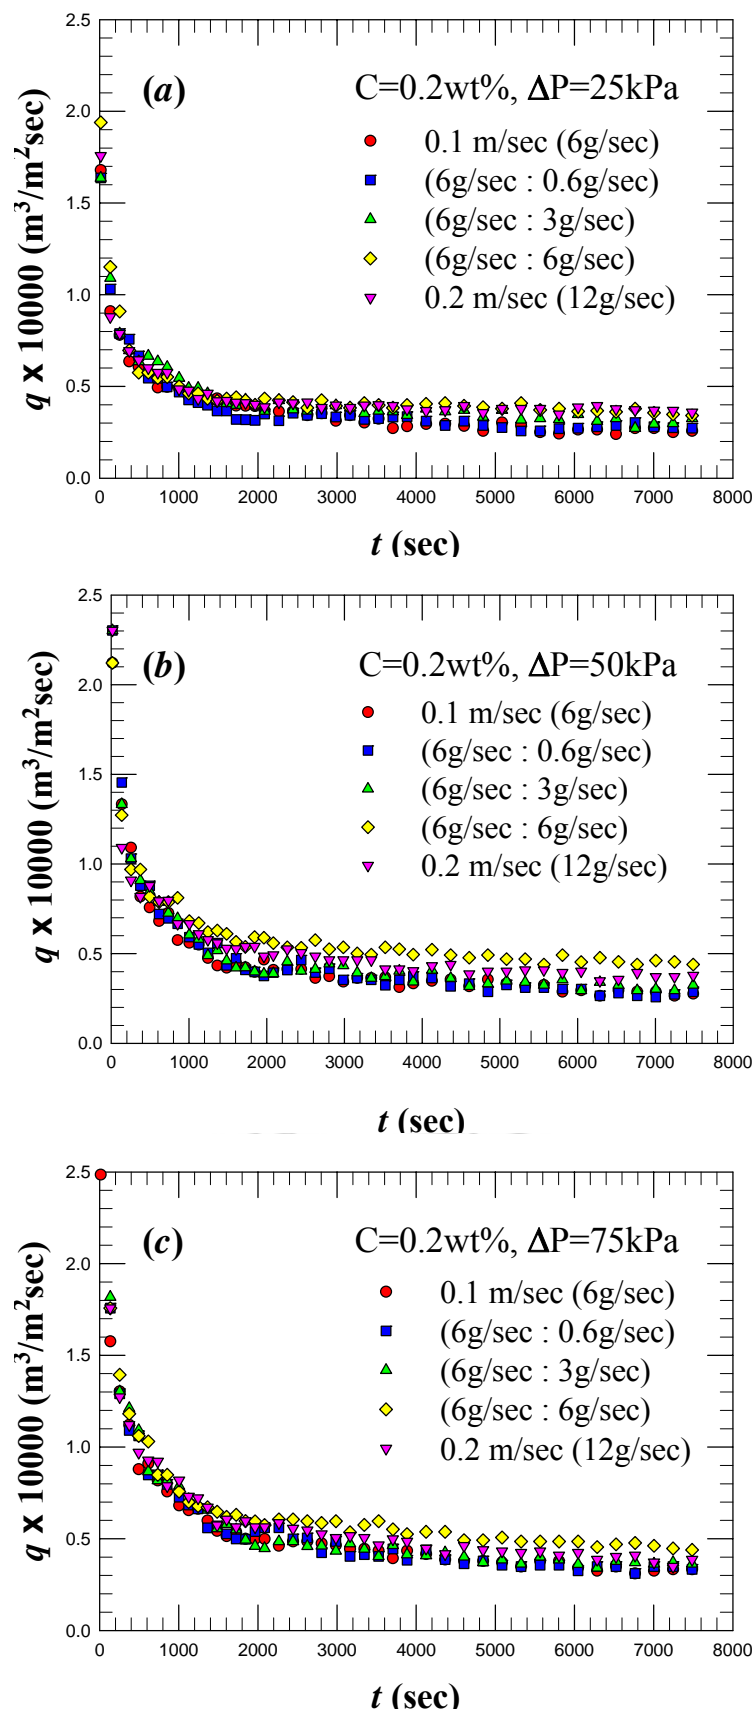 2.5
2.0
1.5
1.0
0.5
0.0
q x 10000 (m³/m²sec)
(a)
C=0.2wt%, ΔP=25kPa
0.1 m/sec (6g/sec)
(6g/sec : 0.6g/sec)
(6g/sec : 3g/sec)
(6g/sec : 6g/sec)
0.2 m/sec (12g/sec)
0 1000 2000 3000 4000 5000 6000 7000 8000
t (sec)
2.5
2.0
1.5
1.0
0.5
0.0
q x 10000 (m³/m²sec)
(b)
C=0.2wt%, ΔP=50kPa
0.1 m/sec (6g/sec)
(6g/sec : 0.6g/sec)
(6g/sec : 3g/sec)
(6g/sec : 6g/sec)
0.2 m/sec (12g/sec)
0 1000 2000 3000 4000 5000 6000 7000 8000
t (sec)
2.5
2.0
1.5
1.0
0.5
0.0
q x 10000 (m³/m²sec)
(c)
C=0.2wt%, ΔP=75kPa
0.1 m/sec (6g/sec)
(6g/sec : 0.6g/sec)
(6g/sec : 3g/sec)
(6g/sec : 6g/sec)
0.2 m/sec (12g/sec)
0 1000 2000 3000 4000 5000 6000 7000 8000
t (sec)